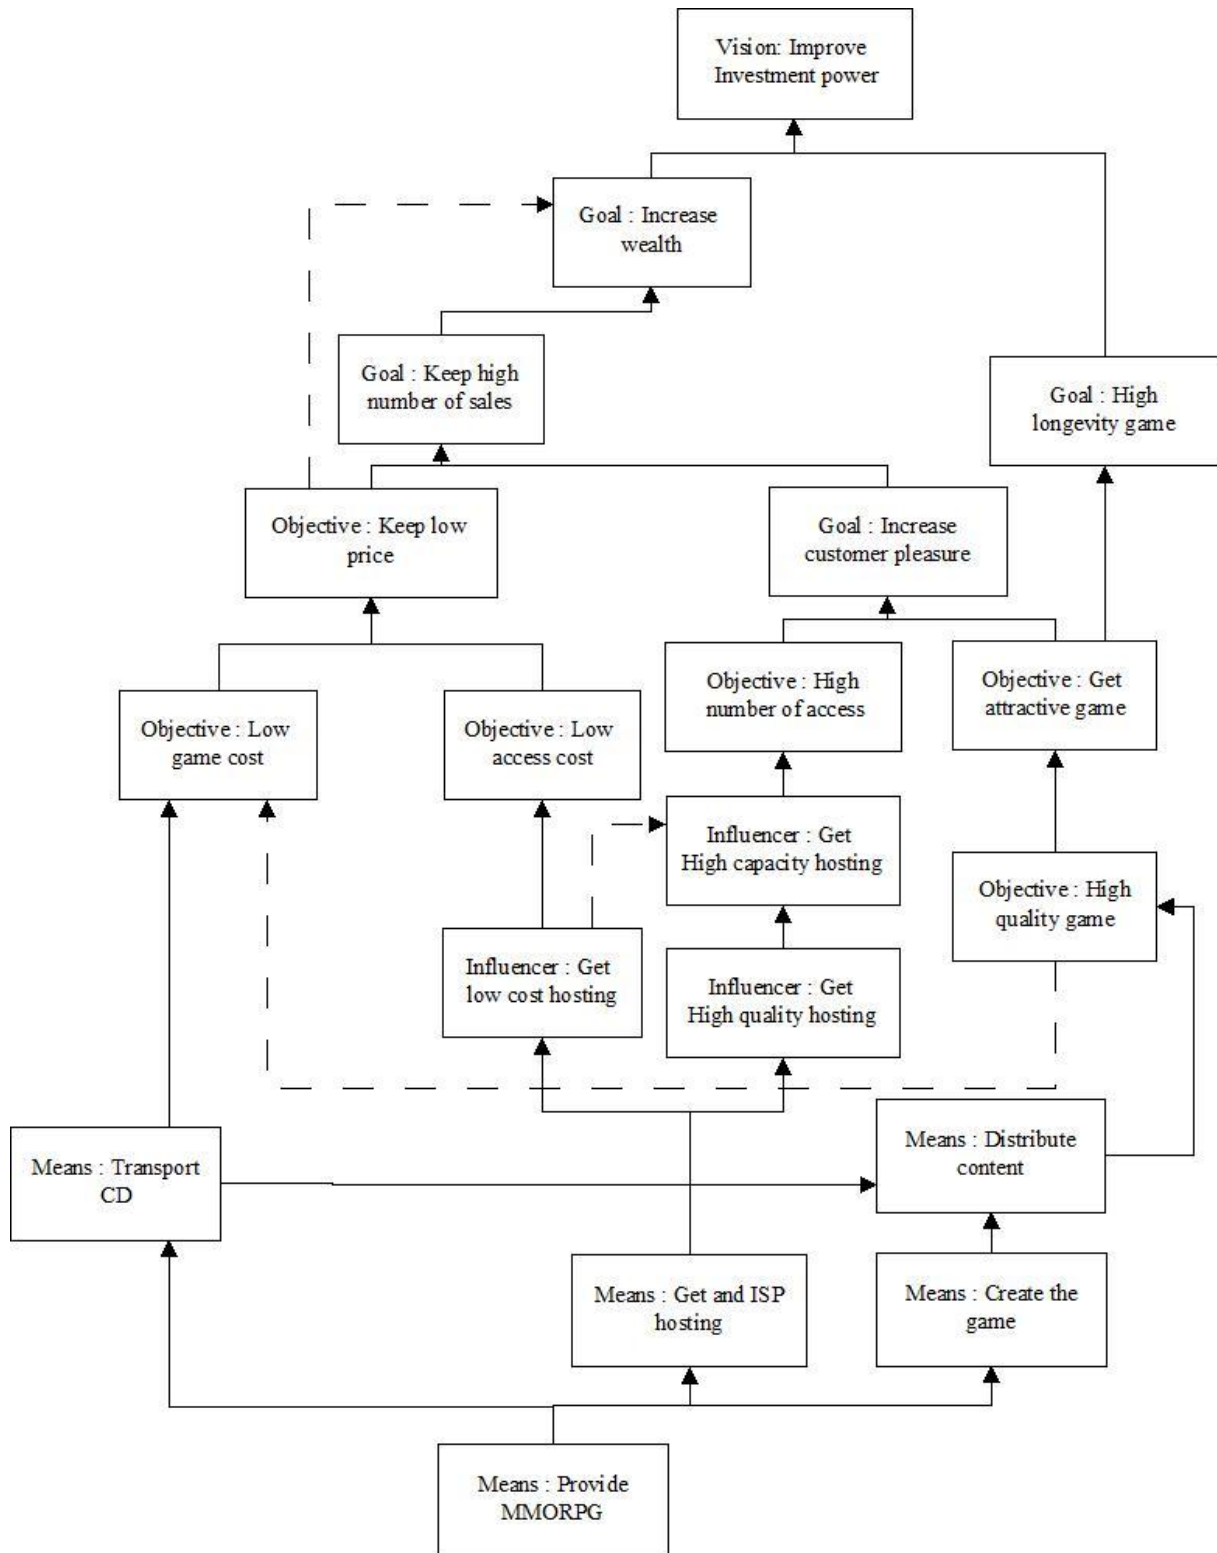 Vision: Improve
Investment power
Goal : Increase
wealth
Goal : Keep high
number of sales
Goal : High
longevity game
Objective : Keep low
price
Goal : Increase
customer pleasure
Objective : Low
game cost
Objective : Low
access cost
Objective : High
number of access
Objective : Get
attractive game
Influencer : Get
High capacity hosting
Objective : High
quality game
Influencer : Get
low cost hosting
Influencer : Get
High quality hosting
Means : Transport
CD
Means : Distribute
content
Means : Get and ISP
hosting
Means : Create the
game
Means : Provide
MMORPG